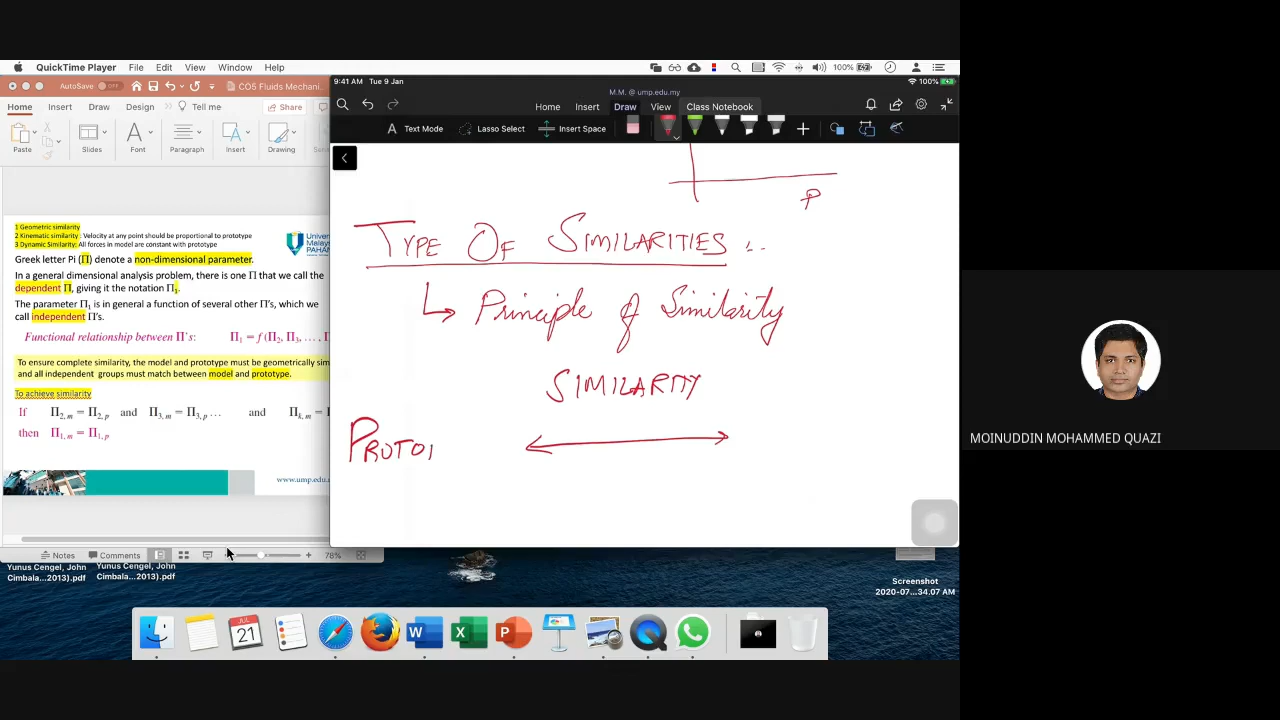 QuickTime Player File Edit View Window Help 100%
9:41 AM Tue 9 Jan 100%
AutoSave OFF CO5 Fluids Mechani...
M.M. @ ump.edu.my
Home Insert Draw Design Tell me Share
Home Insert Draw View Class Notebook
Paste Slides Font Paragraph Insert Drawing
Text Mode Lasso Select Insert Space
P
TYPE OF SIMILARITIES ..
↳ Principle of Similarity
SIMILARITY
PROTO
1 Geometric similarity
2 Kinematic similarity : Velocity at any point should be proportional to prototype
3 Dynamic Similarity: All forces in model are constant with prototype
Univer
Malays
PAHAN
Greek letter Pi (Π) denote a non-dimensional parameter.
In a general dimensional analysis problem, there is one Π that we call the
dependent Π, giving it the notation Π1.
The parameter Π1 is in general a function of several other Π's, which we
call independent Π's.
Functional relationship between Π's: Π1 = f (Π2, Π3, … , Π
To ensure complete similarity, the model and prototype must be geometrically sim
and all independent groups must match between model and prototype.
To achieve similarity
If Π2, m = Π2, p and Π3, m = Π3, p … and Πk, m = Π
then Π1, m = Π1, p
www.ump.edu.
Notes Comments 78%
Yunus Cengel, John
Cimbala...2013).pdf
Yunus Cengel, John
Cimbala...2013).pdf
Screenshot
2020-07...34.07 AM
JUL
21
W X P
MOINUDDIN MOHAMMED QUAZI